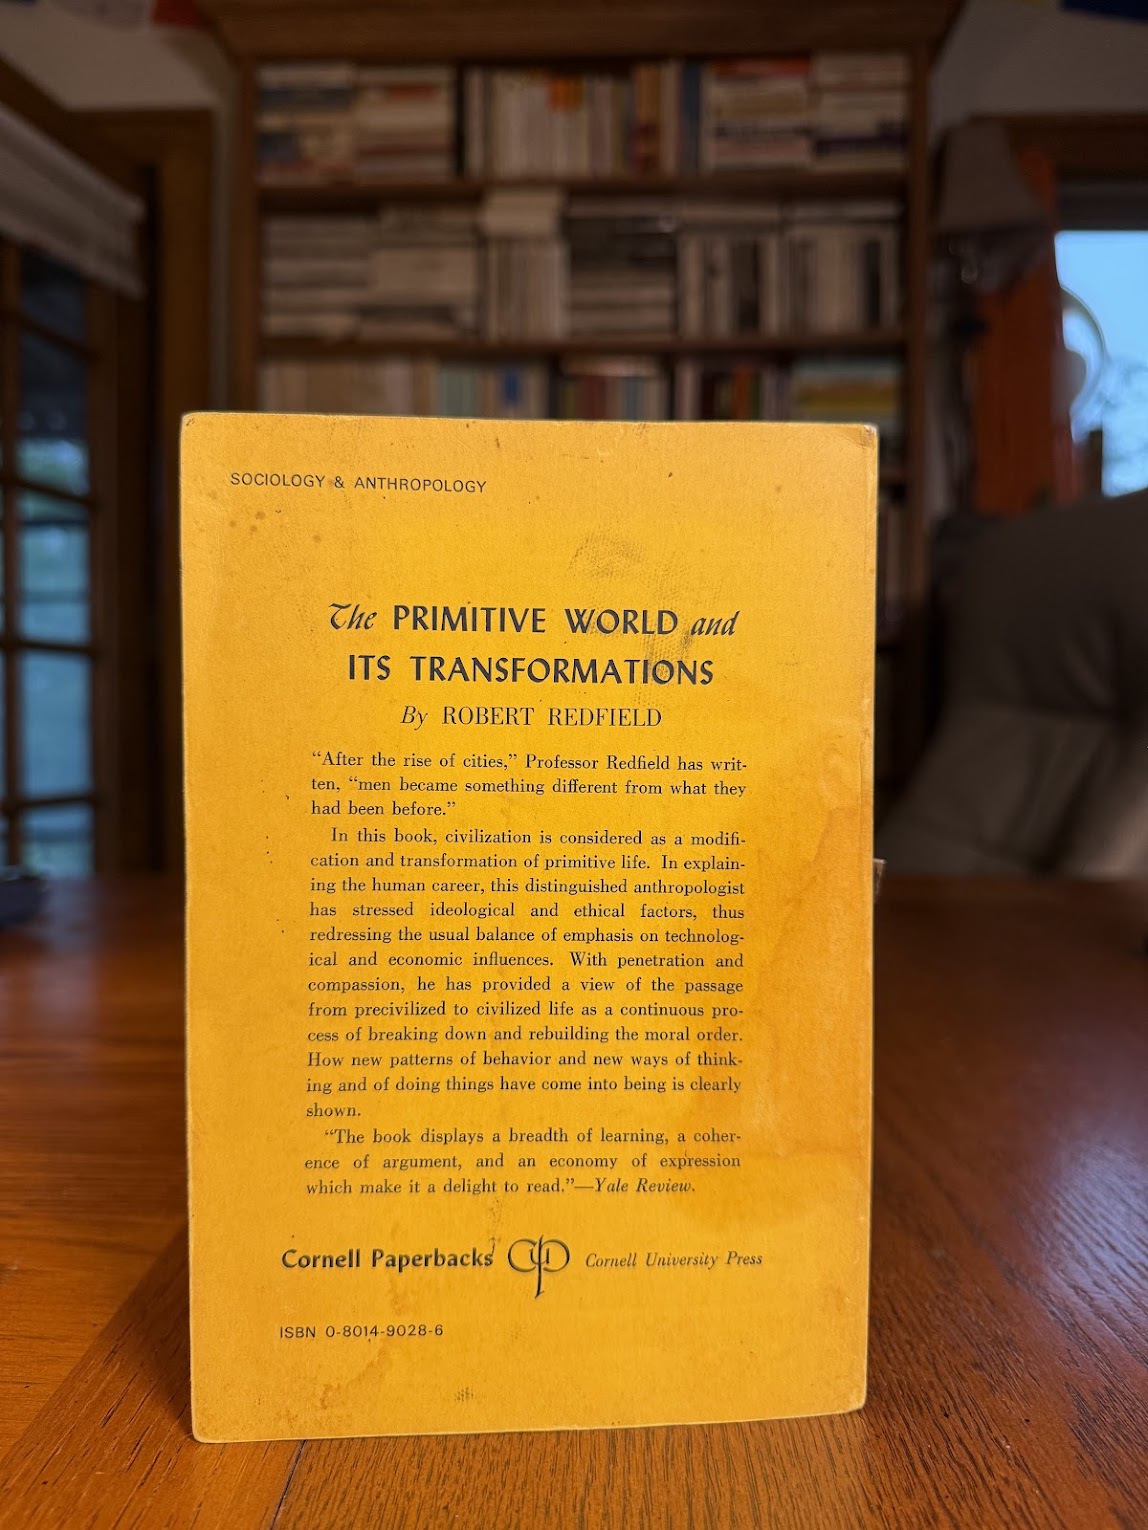 SOCIOLOGY & ANTHROPOLOGY
The PRIMITIVE WORLD and
ITS TRANSFORMATIONS
By ROBERT REDFIELD
“After the rise of cities,” Professor Redfield has writ-
ten, “men became something different from what they
had been before.”
In this book, civilization is considered as a modifi-
cation and transformation of primitive life. In explain-
ing the human career, this distinguished anthropologist
has stressed ideological and ethical factors, thus
redressing the usual balance of emphasis on technolog-
ical and economic influences. With penetration and
compassion, he has provided a view of the passage
from precivilized to civilized life as a continuous pro-
cess of breaking down and rebuilding the moral order.
How new patterns of behavior and new ways of think-
ing and of doing things have come into being is clearly
shown.
“The book displays a breadth of learning, a coher-
ence of argument, and an economy of expression
which make it a delight to read.”—Yale Review.
Cornell Paperbacks CUP Cornell University Press
ISBN 0-8014-9028-6